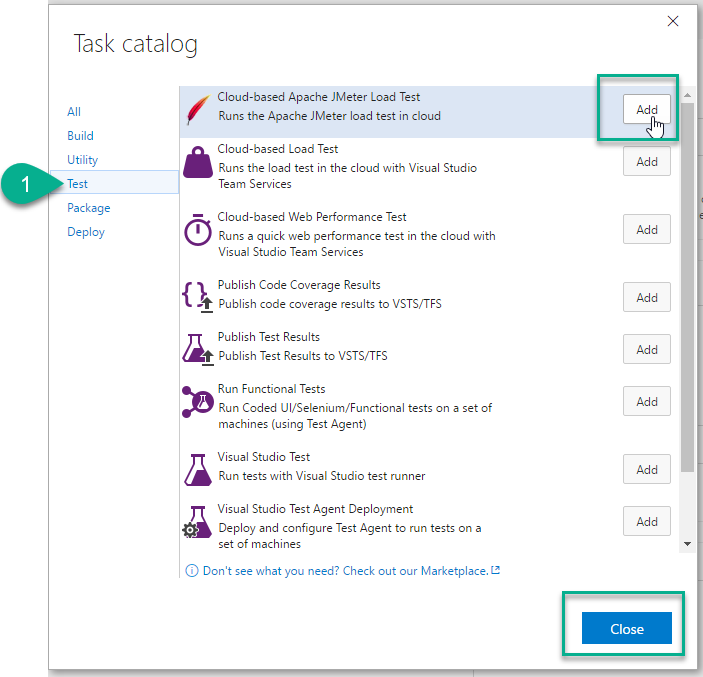 Task catalog
All
Build
Utility
1
Test
Package
Deploy
Cloud-based Apache JMeter Load Test
Runs the Apache JMeter load test in cloud
Add
Cloud-based Load Test
Runs the load test in the cloud with Visual Studio
Team Services
Add
Cloud-based Web Performance Test
Runs a quick web performance test in the cloud with
Visual Studio Team Services
Add
Publish Code Coverage Results
Publish code coverage results to VSTS/TFS
Add
Publish Test Results
Publish Test Results to VSTS/TFS
Add
Run Functional Tests
Run Coded UI/Selenium/Functional tests on a set of
machines (using Test Agent)
Add
Visual Studio Test
Run tests with Visual Studio test runner
Add
Visual Studio Test Agent Deployment
Deploy and configure Test Agent to run tests on a
set of machines
Add
Don't see what you need? Check out our Marketplace.
Close